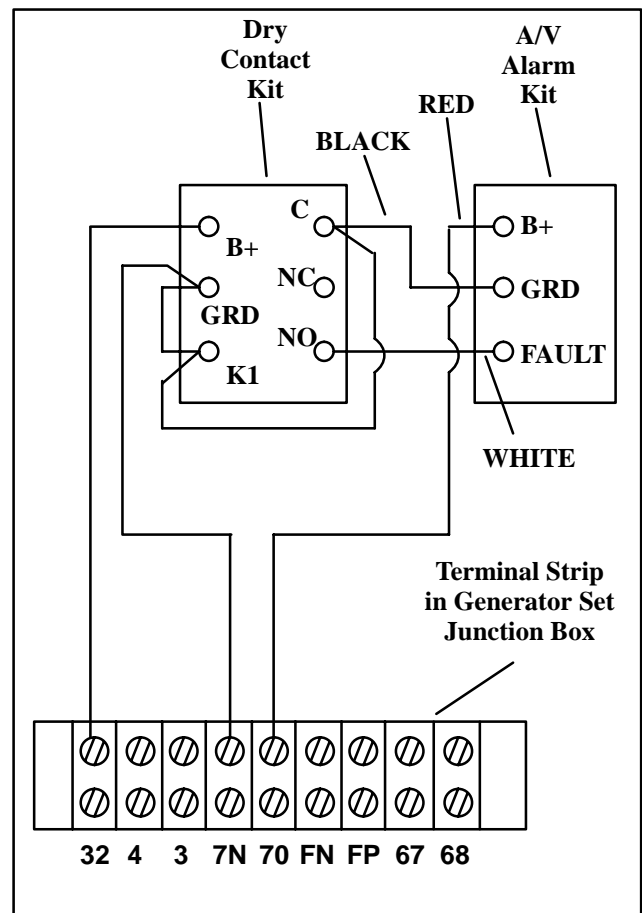 Dry
Contact
Kit
A/V
Alarm
Kit
RED
BLACK
C
B+
B+
NC
GRD
GRD
NO
FAULT
K1
WHITE
Terminal Strip
in Generator Set
Junction Box
32 4 3 7N 70 FN FP 67 68